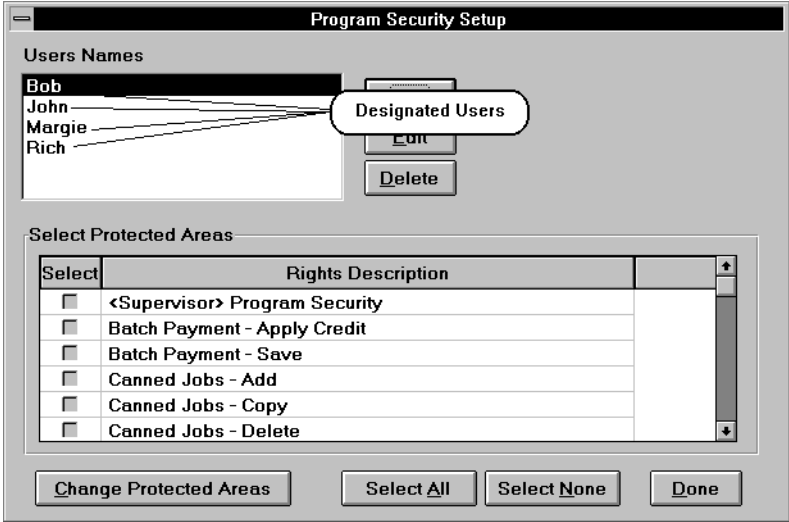 Program Security Setup
Users Names
Bob
John
Margie
Rich
Designated Users
Edit
Delete
Select Protected Areas
Select Rights Description
<Supervisor> Program Security
Batch Payment - Apply Credit
Batch Payment - Save
Canned Jobs - Add
Canned Jobs - Copy
Canned Jobs - Delete
Change Protected Areas Select All Select None Done